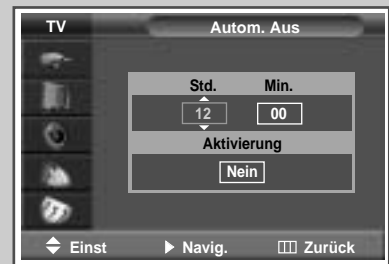 TV Autom. Aus
Std. Min.
12 00
Aktivierung
Nein
Einst Navig. Zurück